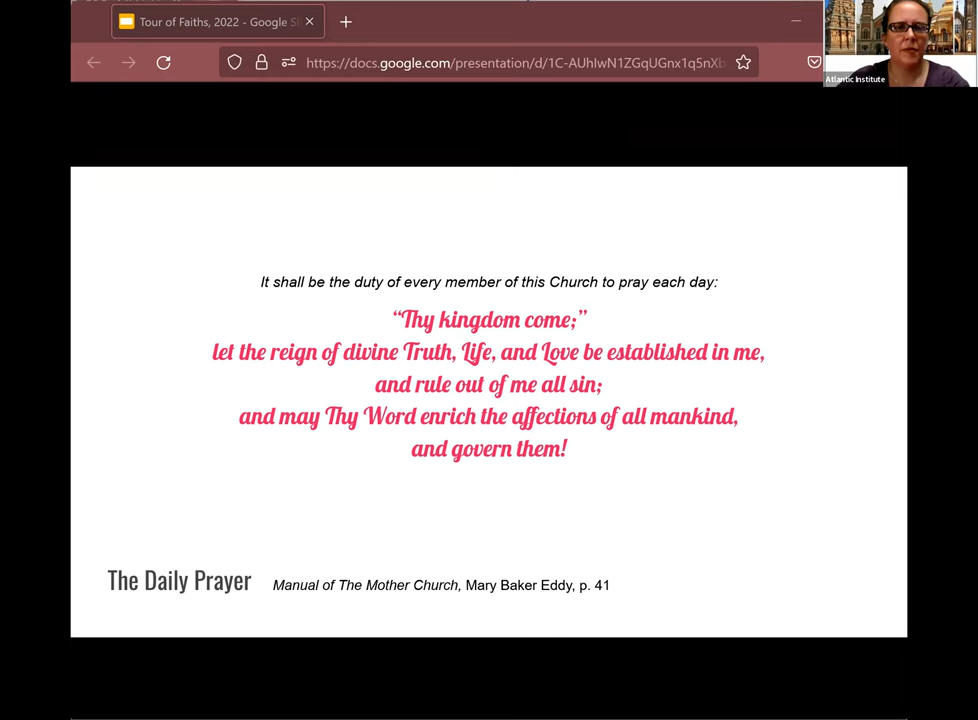 Tour of Faiths, 2022 - Google Sl
https://docs.google.com/presentation/d/1C-AUhlwN1ZGqUGnx1q5nXb
Atlantic Institute
It shall be the duty of every member of this Church to pray each day:
“Thy kingdom come;”
let the reign of divine Truth, Life, and Love be established in me,
and rule out of me all sin;
and may Thy Word enrich the affections of all mankind,
and govern them!
The Daily Prayer Manual of The Mother Church, Mary Baker Eddy, p. 41